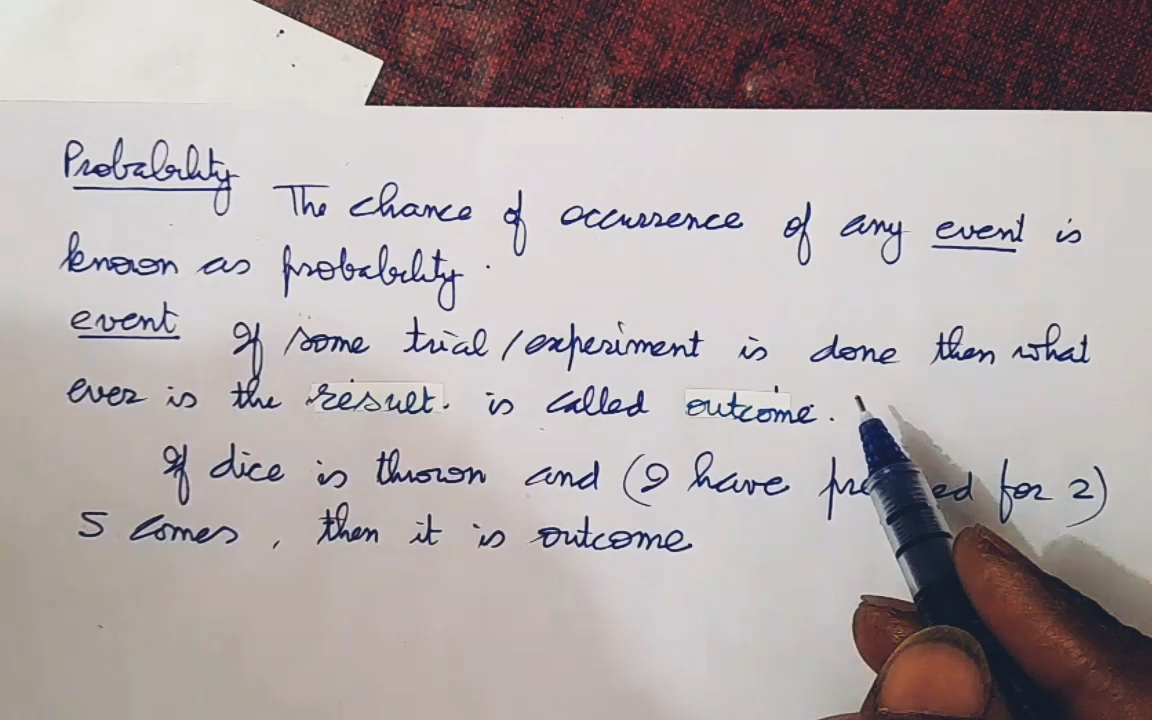 Probability The chance of occurrence of any event is
known as probability.
event If some trial/experiment is done then what
ever is the result. is called outcome.
If dice is thrown and (I have ed for 2)
5 comes, then it is outcome